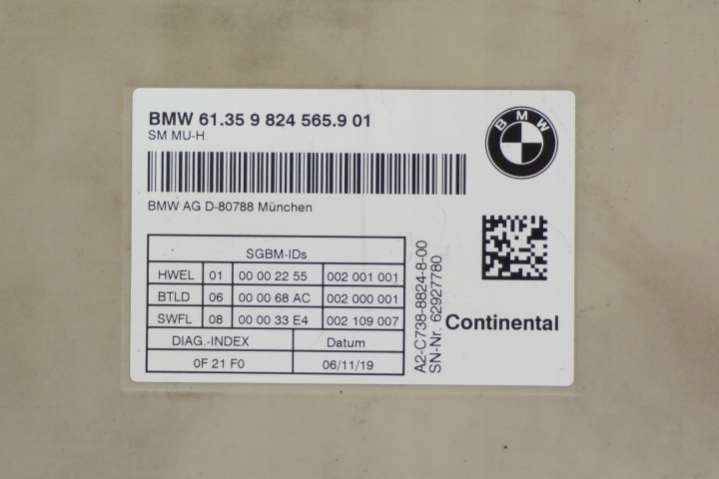 BMW 61.35 9 824 565.9 01
SM MU-H
BMW
BMW AG D-80788 München
SGBM-IDs
HWEL 01 00 00 22 55 002 001 001
BTLD 06 00 00 68 AC 002 000 001
SWFL 08 00 00 33 E4 002 109 007
DIAG.-INDEX Datum
0F 21 F0 06/11/19
A2-C738-8824-8-00
SN-Nr. 62927780
Continental